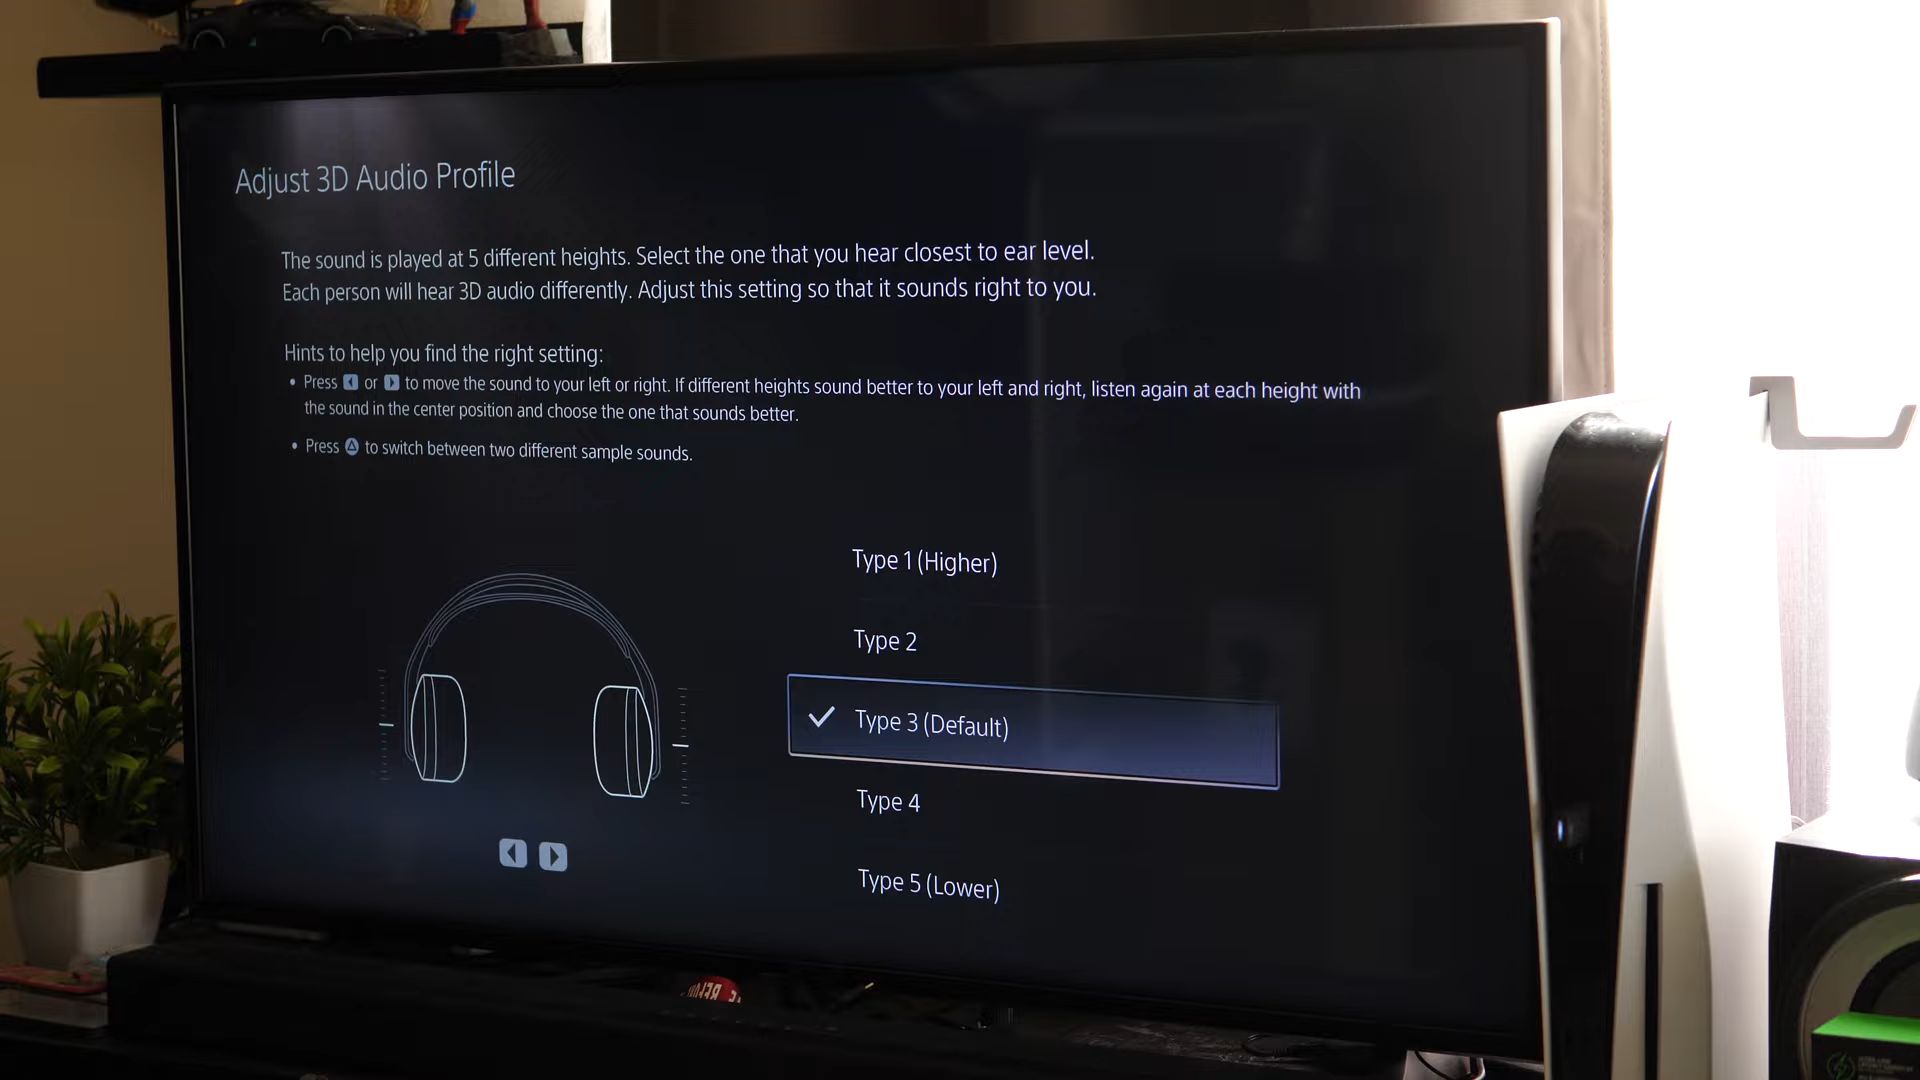 Adjust 3D Audio Profile
The sound is played at 5 different heights. Select the one that you hear closest to ear level.
Each person will hear 3D audio differently. Adjust this setting so that it sounds right to you.
Hints to help you find the right setting:
• Press or to move the sound to your left or right. If different heights sound better to your left and right, listen again at each height with
the sound in the center position and choose the one that sounds better.
• Press to switch between two different sample sounds.
Type 1 (Higher)
Type 2
Type 3 (Default)
Type 4
Type 5 (Lower)